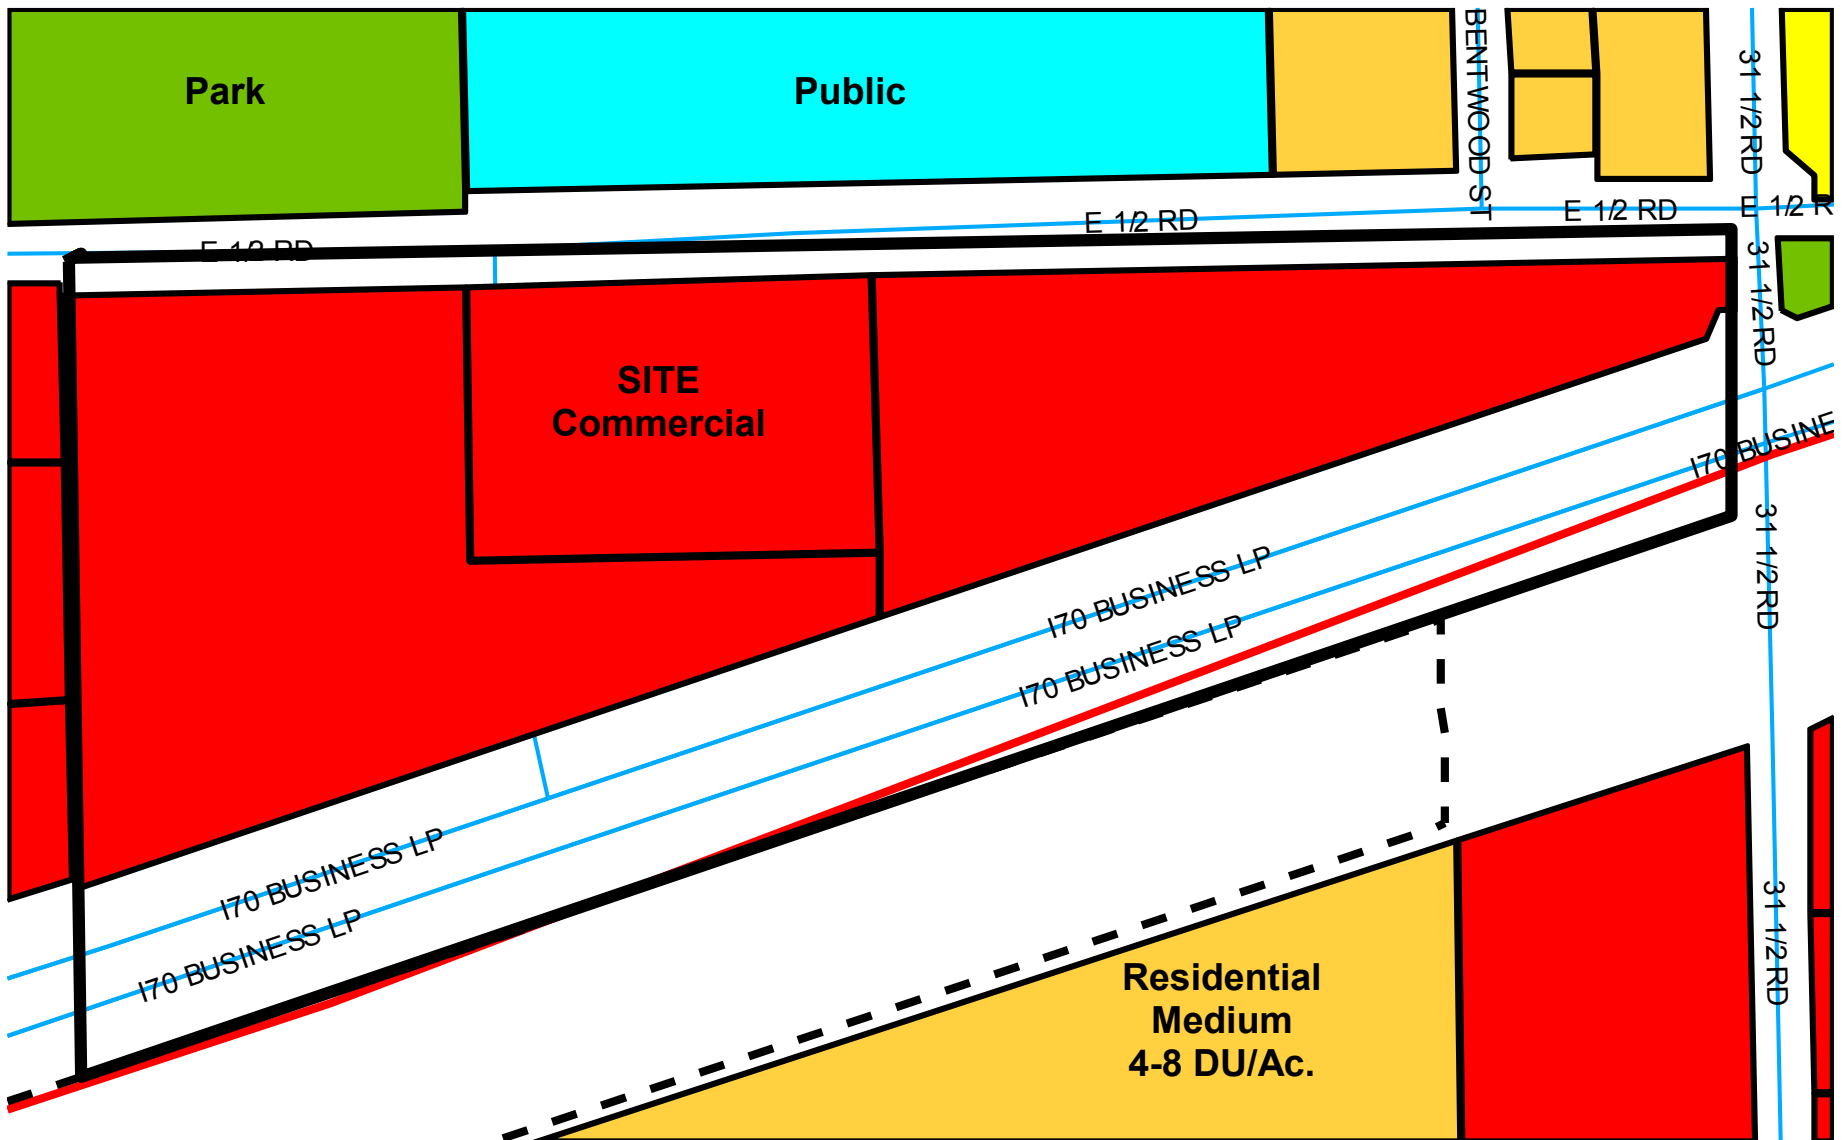 Park
Public
BENTWOOD ST
31 1/2 RD
E 1/2 RD
E 1/2 RD
E 1/2 RD
E 1/2 R
31 1/2 RD
SITE
Commercial
I70 BUSINE
31 1/2 RD
I70 BUSINESS LP
I70 BUSINESS LP
I70 BUSINESS LP
I70 BUSINESS LP
31 1/2 RD
Residential
Medium
4-8 DU/Ac.